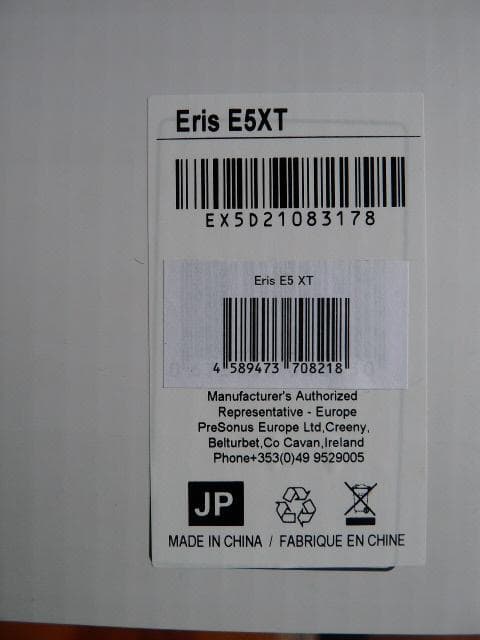 Eris E5XT
EX5D21083178
Eris E5 XT
4 589473 708218
Manufacturer's Authorized
Representative - Europe
PreSonus Europe Ltd,Creeny,
Belturbet,Co Cavan,Ireland
Phone+353(0)49 9529005
JP
MADE IN CHINA / FABRIQUE EN CHINE